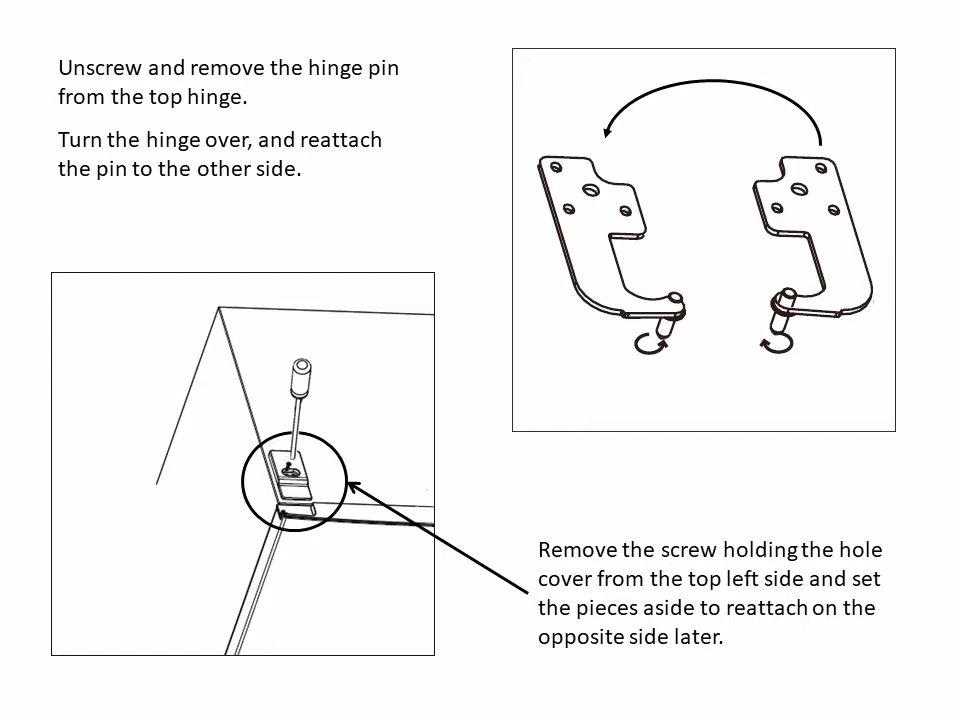 Unscrew and remove the hinge pin
from the top hinge.
Turn the hinge over, and reattach
the pin to the other side.
Remove the screw holding the hole
cover from the top left side and set
the pieces aside to reattach on the
opposite side later.